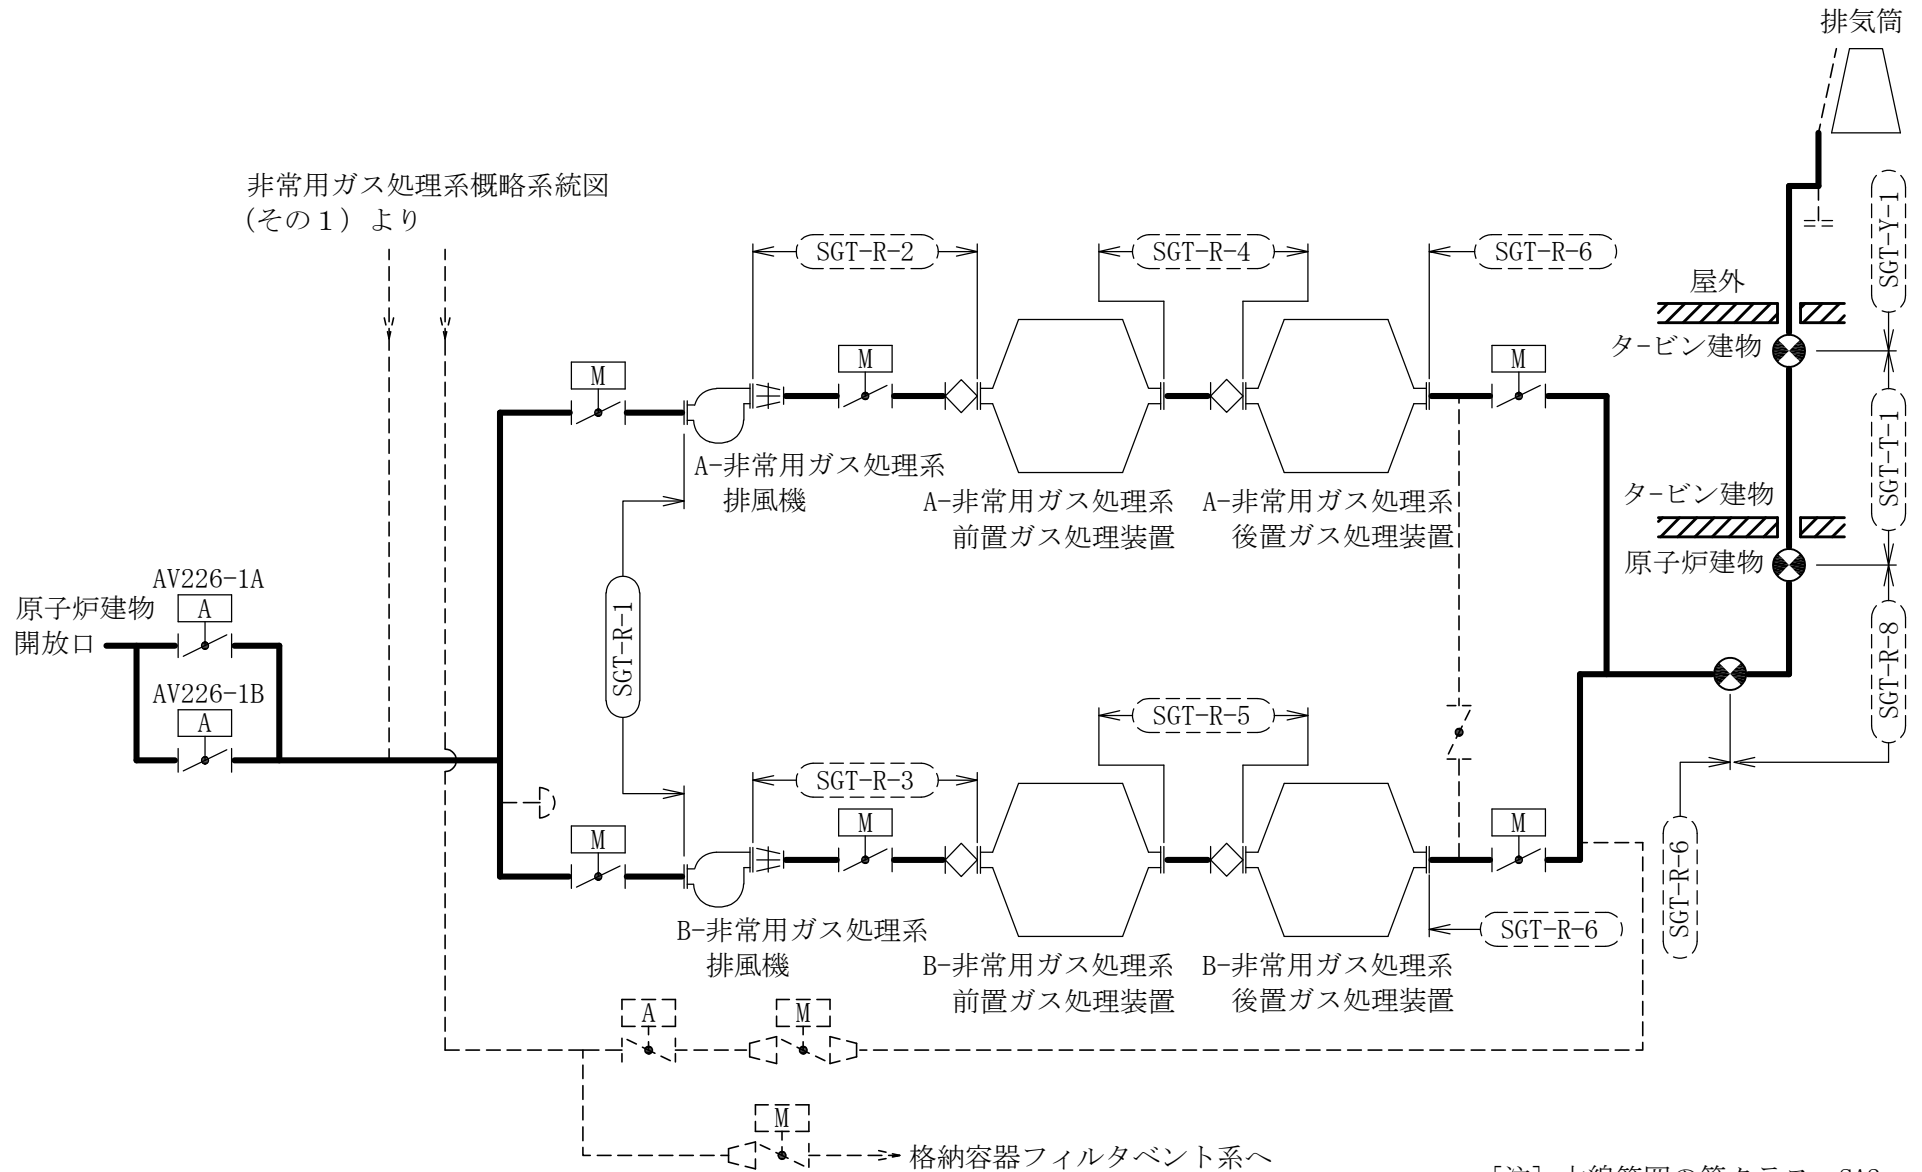 排気筒
非常用ガス処理系概略系統図
(その１) より
SGT-R-2
SGT-R-4
SGT-R-6
SGT-Y-1
屋外
タービン建物
M
M
M
A-非常用ガス処理系
排風機
A-非常用ガス処理系
前置ガス処理装置
A-非常用ガス処理系
後置ガス処理装置
SGT-T-1
タービン建物
原子炉建物
AV226-1A
原子炉建物
開放口
A
AV226-1B
A
SGT-R-1
SGT-R-8
SGT-R-5
SGT-R-3
M
M
M
SGT-R-6
SGT-R-6
B-非常用ガス処理系
排風機
B-非常用ガス処理系
前置ガス処理装置
B-非常用ガス処理系
後置ガス処理装置
A
M
M
格納容器フィルタベント系へ